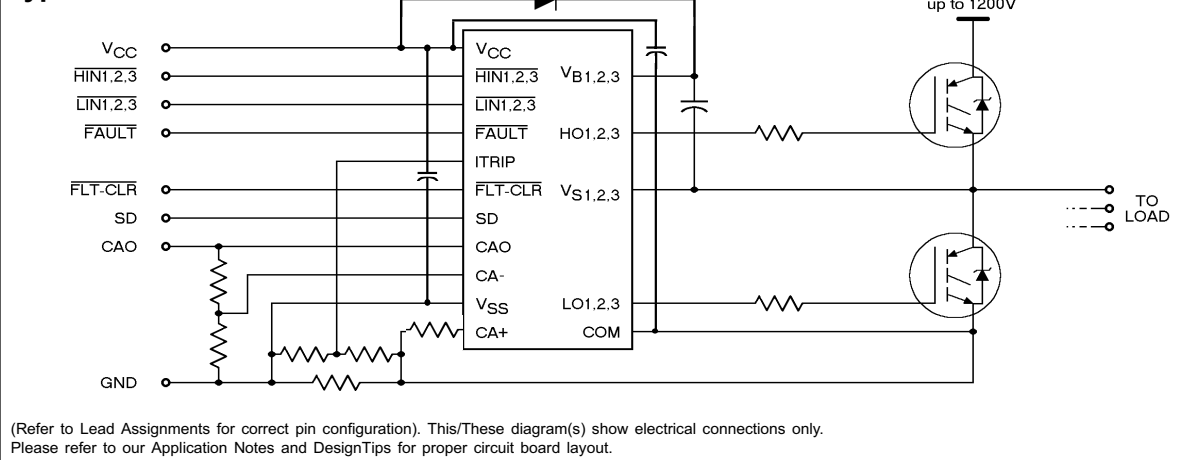 up to 1200V
VCC
HIN1,2,3
LIN1,2,3
FAULT
FLT-CLR
SD
CAO
GND
VCC
HIN1,2,3
LIN1,2,3
FAULT
ITRIP
FLT-CLR
SD
CAO
CA-
VSS
CA+
VB1,2,3
HO1,2,3
VS1,2,3
LO1,2,3
COM
TO
LOAD
(Refer to Lead Assignments for correct pin configuration). This/These diagram(s) show electrical connections only.
Please refer to our Application Notes and DesignTips for proper circuit board layout.